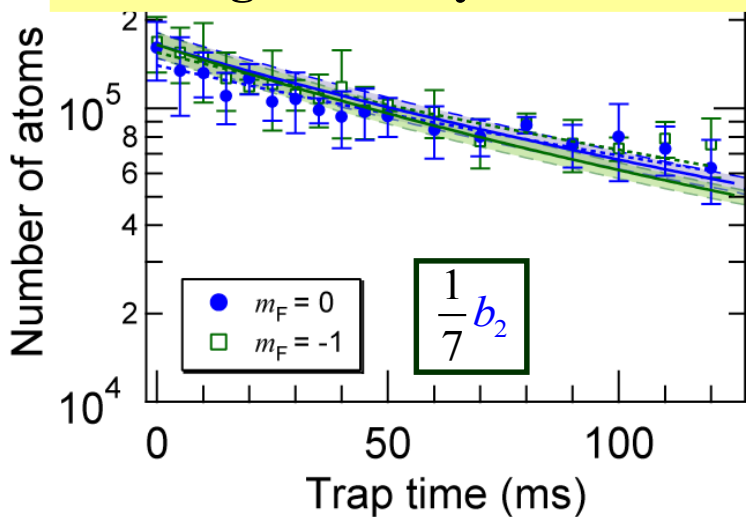 Number of atoms
2
10^5
8
6
4
2
10^4
m_F = 0
m_F = -1
1/7 b_2
0
50
100
Trap time (ms)